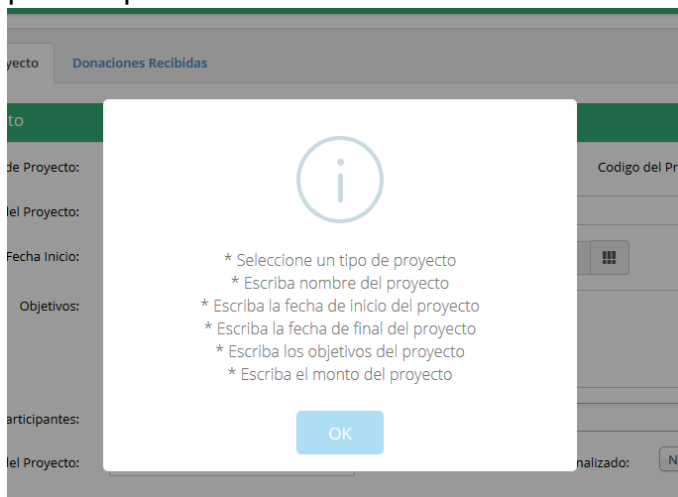 yecto Donaciones Recibidas
to
de Proyecto: Codigo del Pr
del Proyecto:
Fecha Inicio:
Objetivos:
* Seleccione un tipo de proyecto
* Escriba nombre del proyecto
* Escriba la fecha de inicio del proyecto
* Escriba la fecha de final del proyecto
* Escriba los objetivos del proyecto
* Escriba el monto del proyecto
OK
articipantes:
del Proyecto: nalizado: N